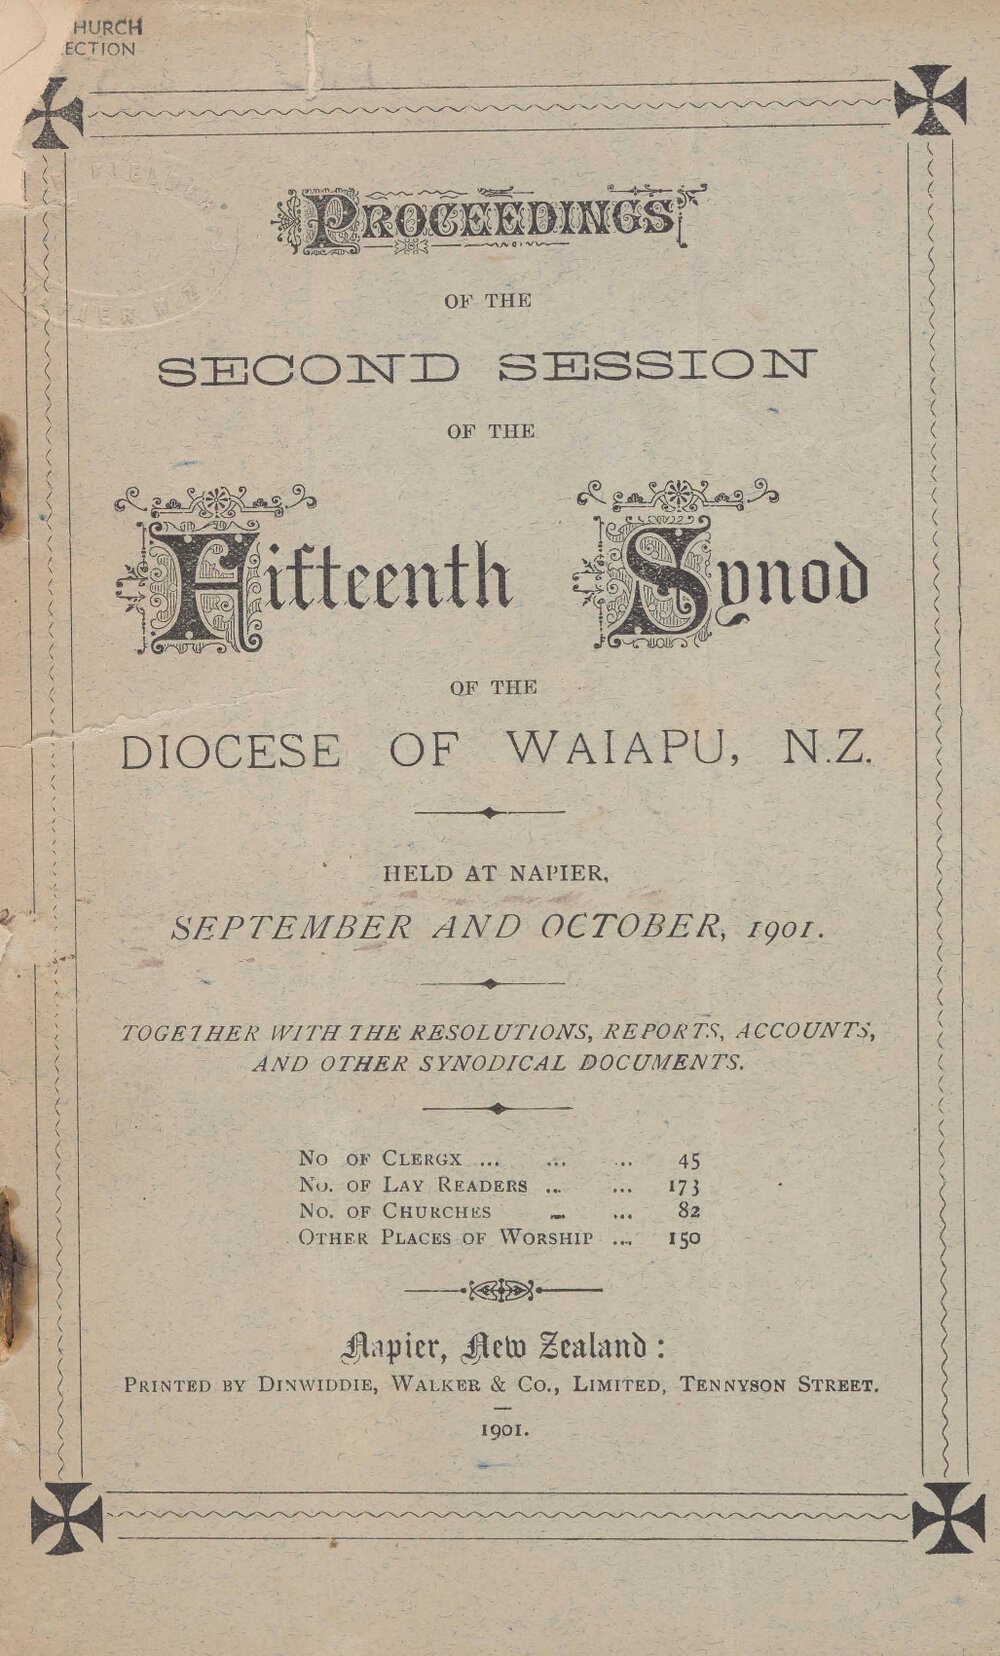 HURCH
ECTION
PROCEEDINGS
OF THE
SECOND SESSION
OF THE
Fifteenth Synod
OF THE
DIOCESE OF WAIAPU, N.Z.
HELD AT NAPIER,
SEPTEMBER AND OCTOBER, 1901.
TOGETHER WITH THE RESOLUTIONS, REPORTS, ACCOUNTS,
AND OTHER SYNODICAL DOCUMENTS.
NO OF CLERGX ... ... ... 45
NO. OF LAY READERS ... ... 173
NO. OF CHURCHES ... ... 82
OTHER PLACES OF WORSHIP ... 150
Napier, New Zealand:
PRINTED BY DINWIDDIE, WALKER & CO., LIMITED, TENNYSON STREET.
1901.